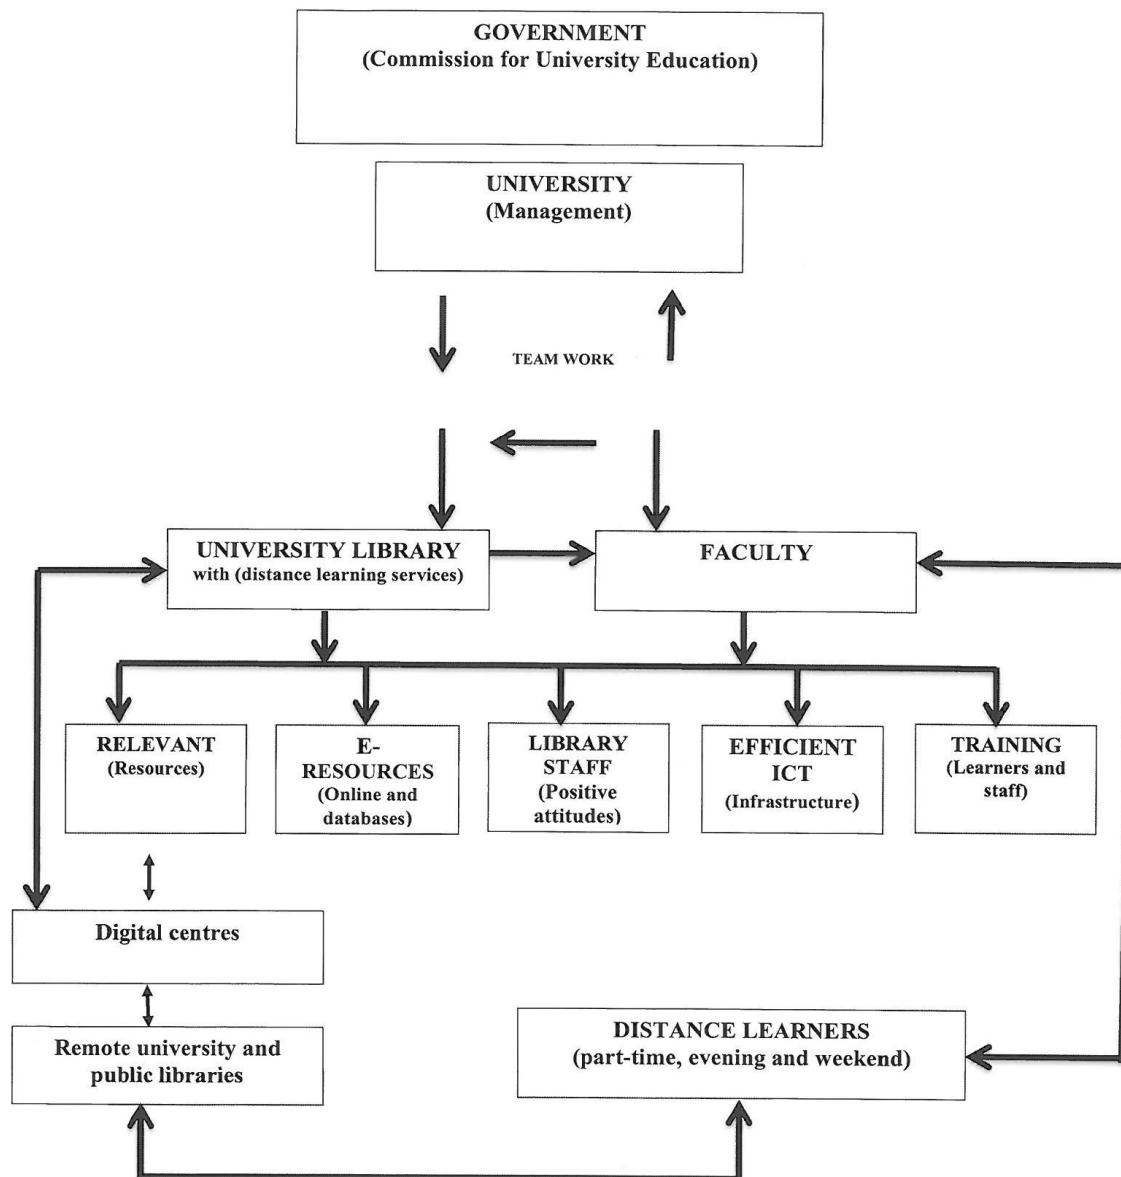 GOVERNMENT
(Commission for University Education)
UNIVERSITY
(Management)
TEAM WORK
UNIVERSITY LIBRARY
with (distance learning services)
FACULTY
RELEVANT
(Resources)
E-
RESOURCES
(Online and
databases)
LIBRARY
STAFF
(Positive
attitudes)
EFFICIENT
ICT
(Infrastructure)
TRAINING
(Learners and
staff)
Digital centres
Remote university and
public libraries
DISTANCE LEARNERS
(part-time, evening and weekend)